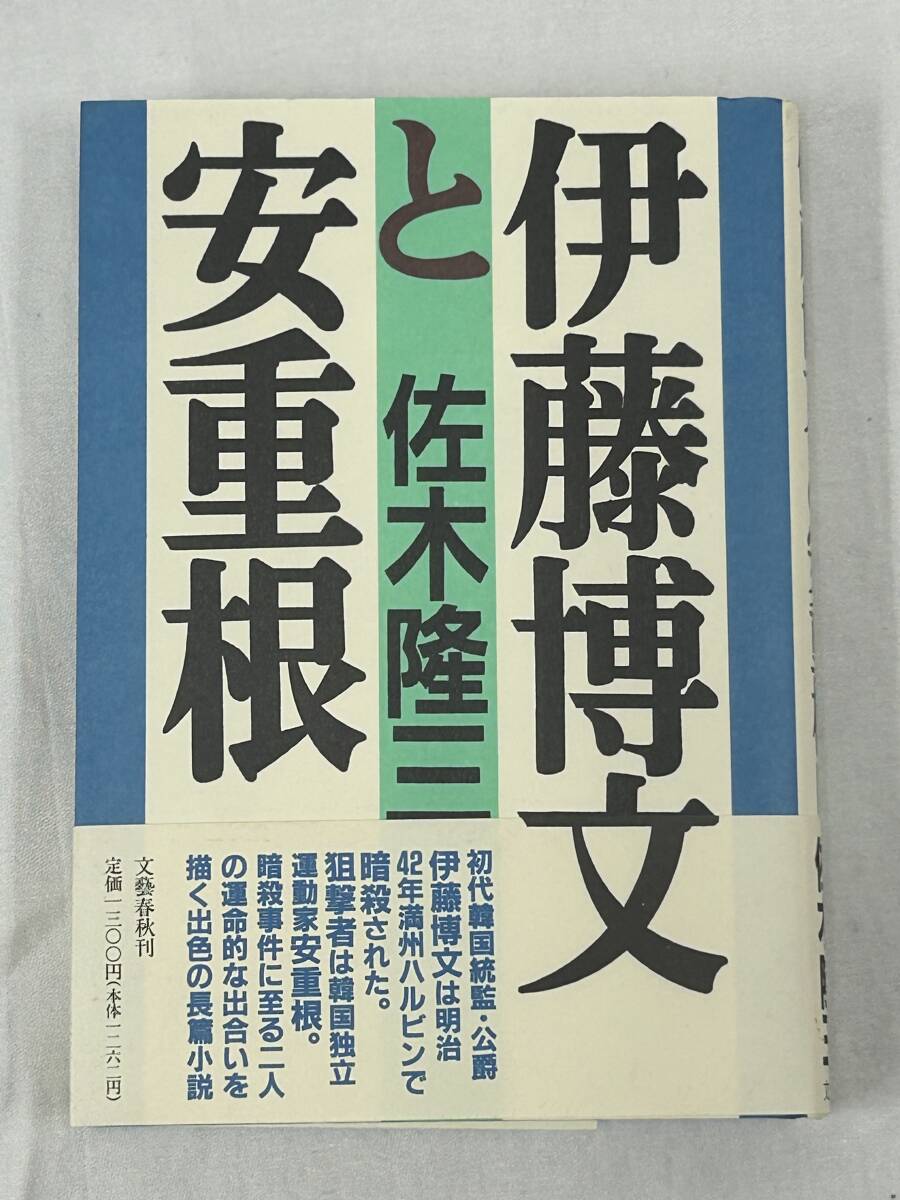 伊藤博文
と
安重根
佐木隆三
初代韓国統監・公爵
伊藤博文は明治
42年満州ハルビンで
暗殺された。
狙撃者は韓国独立
運動家安重根。
暗殺事件に至る二人
の運命的な出合いを
描く出色の長篇小説
文藝春秋刊
定価一三〇〇円(本体一二六二円)